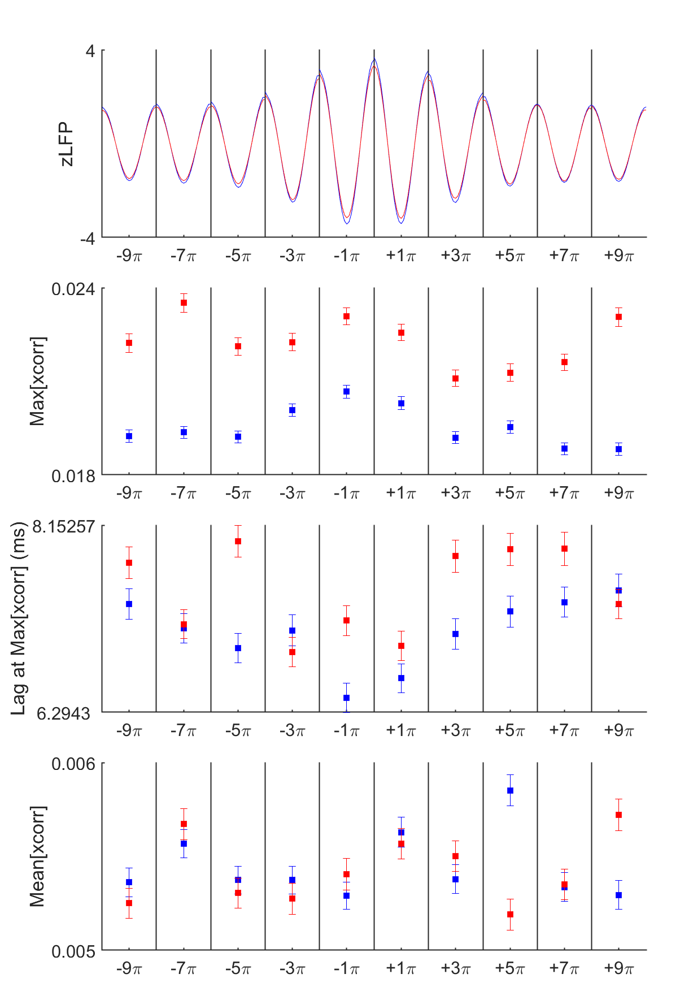 4
zLFP
-4
-9π -7π -5π -3π -1π +1π +3π +5π +7π +9π
0.024
Max[xcorr]
0.018
-9π -7π -5π -3π -1π +1π +3π +5π +7π +9π
8.15257
Lag at Max[xcorr] (ms)
6.2943
-9π -7π -5π -3π -1π +1π +3π +5π +7π +9π
0.006
Mean[xcorr]
0.005
-9π -7π -5π -3π -1π +1π +3π +5π +7π +9π